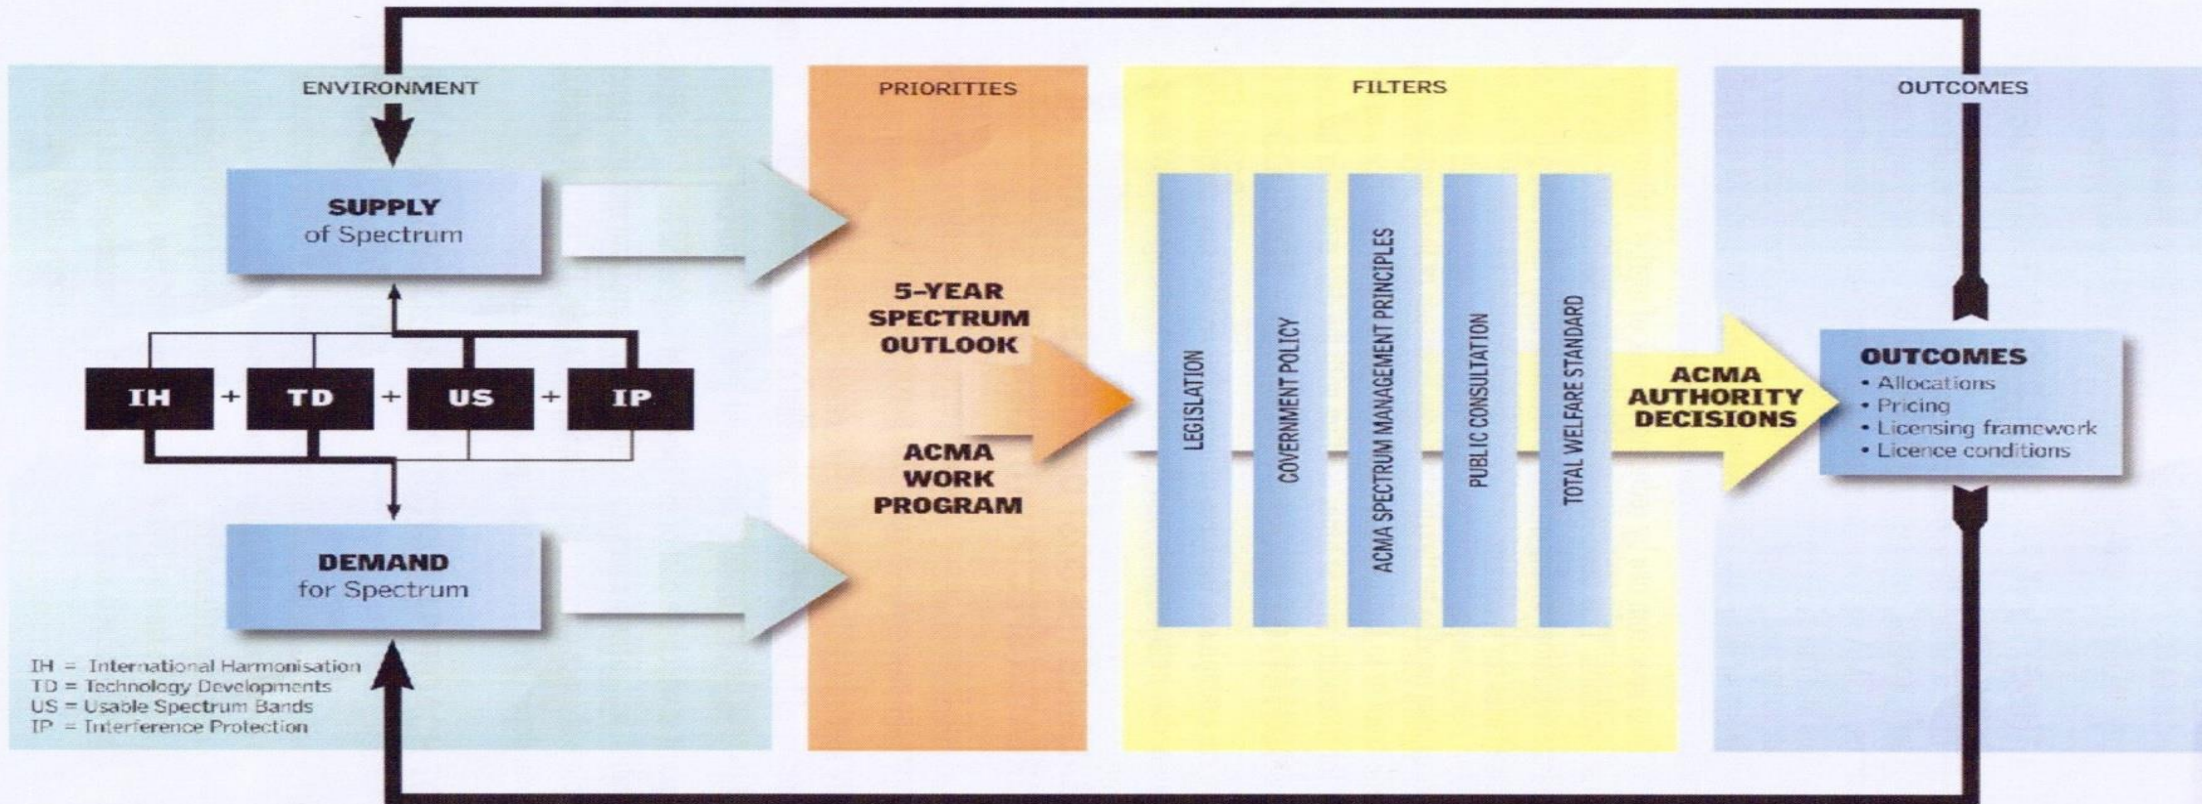 ENVIRONMENT
SUPPLY
of Spectrum
IH + TD + US + IP
DEMAND
for Spectrum
IH = International Harmonisation
TD = Technology Developments
US = Usable Spectrum Bands
IP = Interference Protection
PRIORITIES
5-YEAR
SPECTRUM
OUTLOOK
ACMA
WORK
PROGRAM
FILTERS
LEGISLATION
GOVERNMENT POLICY
ACMA SPECTRUM MANAGEMENT PRINCIPLES
PUBLIC CONSULTATION
TOTAL WELFARE STANDARD
ACMA
AUTHORITY
DECISIONS
OUTCOMES
OUTCOMES
• Allocations
• Pricing
• Licensing framework
• Licence conditions